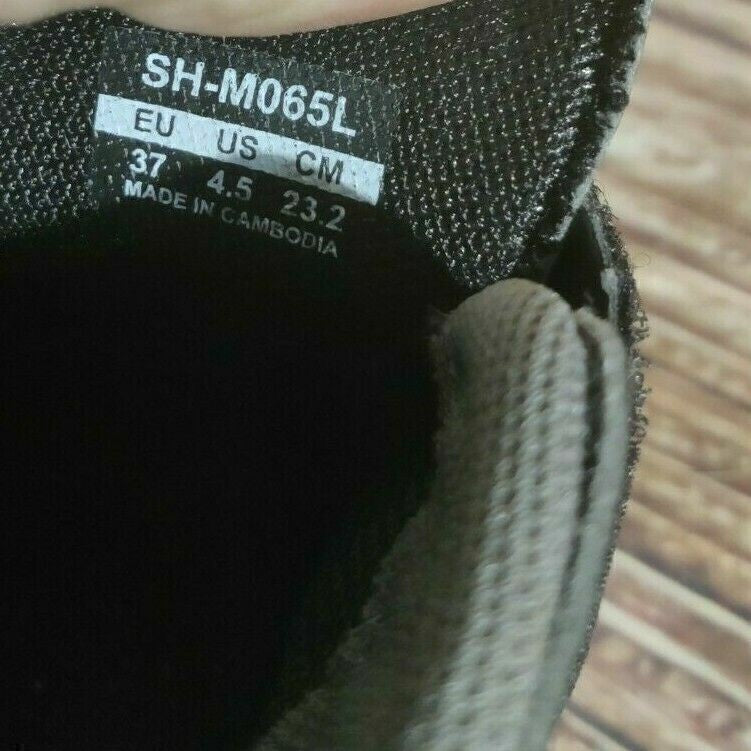 SH-M065L
EU US CM
37 4.5 23.2
MADE IN CAMBODIA